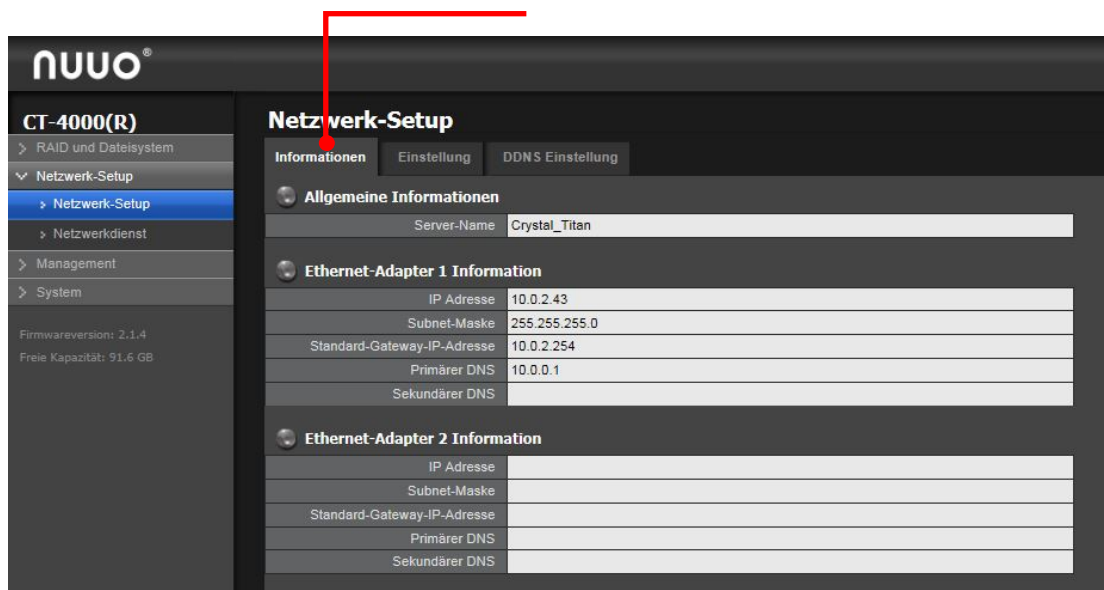 nuuo®
CT-4000(R)
RAID und Dateisystem
Netzwerk-Setup
Netzwerk-Setup
Netzwerkdienst
Management
System
Firmwareversion: 2.1.4
Freie Kapazität: 91.6 GB
Netzwerk-Setup
Informationen Einstellung DDNS Einstellung
Allgemeine Informationen
Server-Name Crystal_Titan
Ethernet-Adapter 1 Information
IP Adresse 10.0.2.43
Subnet-Maske 255.255.255.0
Standard-Gateway-IP-Adresse 10.0.2.254
Primärer DNS 10.0.0.1
Sekundärer DNS
Ethernet-Adapter 2 Information
IP Adresse
Subnet-Maske
Standard-Gateway-IP-Adresse
Primärer DNS
Sekundärer DNS